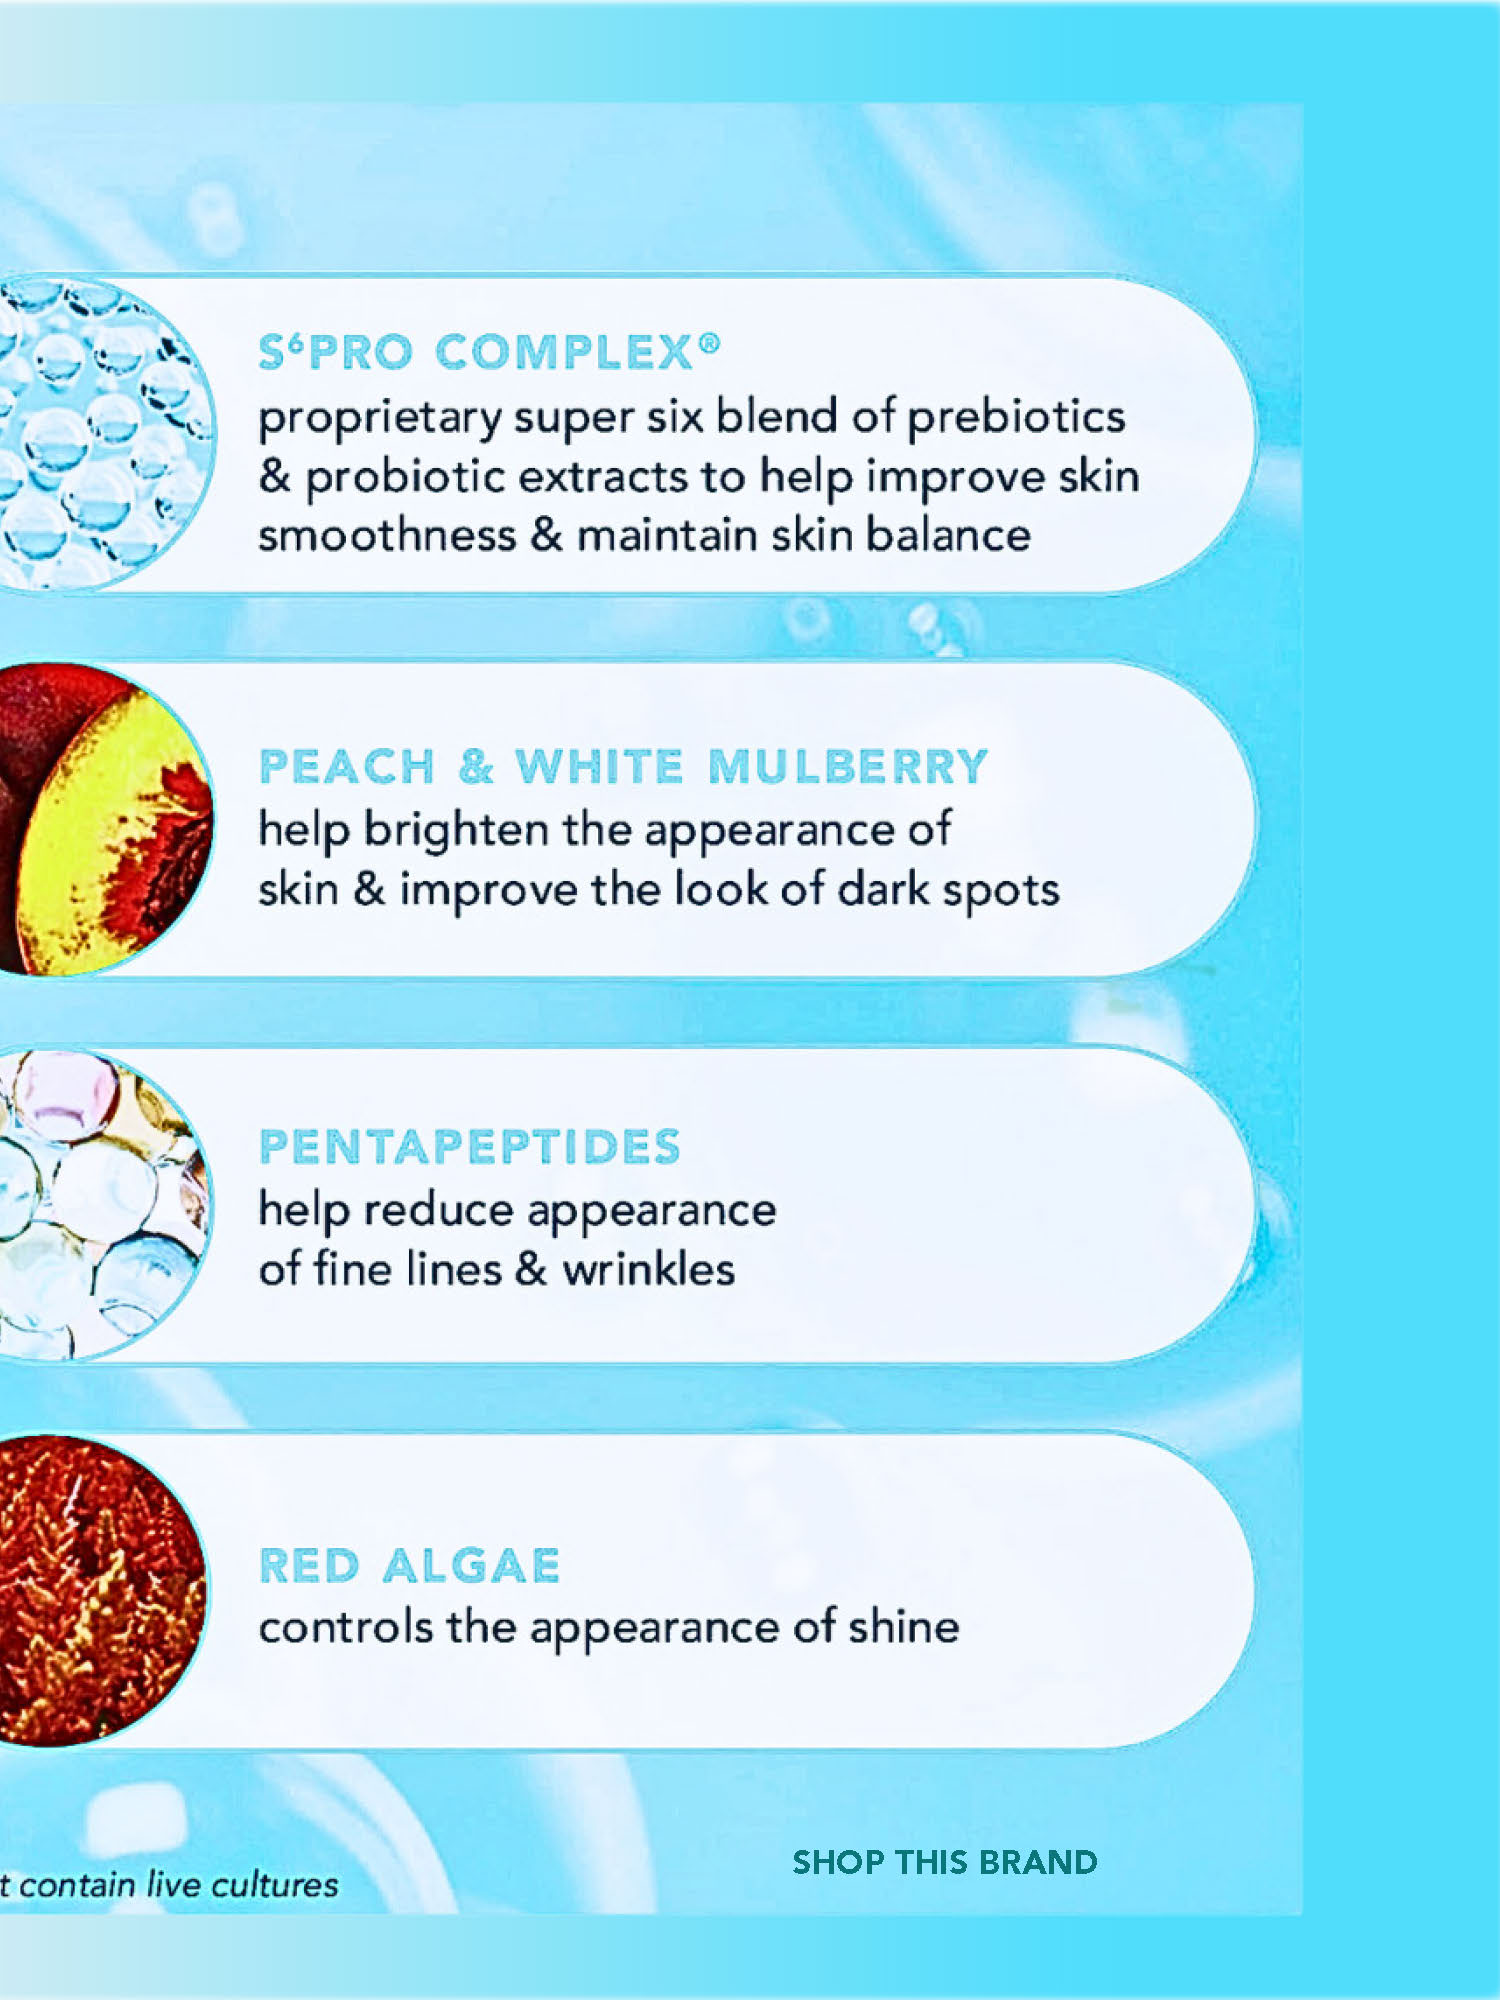 S⁶PRO COMPLEX®
proprietary super six blend of prebiotics
& probiotic extracts to help improve skin
smoothness & maintain skin balance
PEACH & WHITE MULBERRY
help brighten the appearance of
skin & improve the look of dark spots
PENTAPEPTIDES
help reduce appearance
of fine lines & wrinkles
RED ALGAE
controls the appearance of shine
t contain live cultures
SHOP THIS BRAND